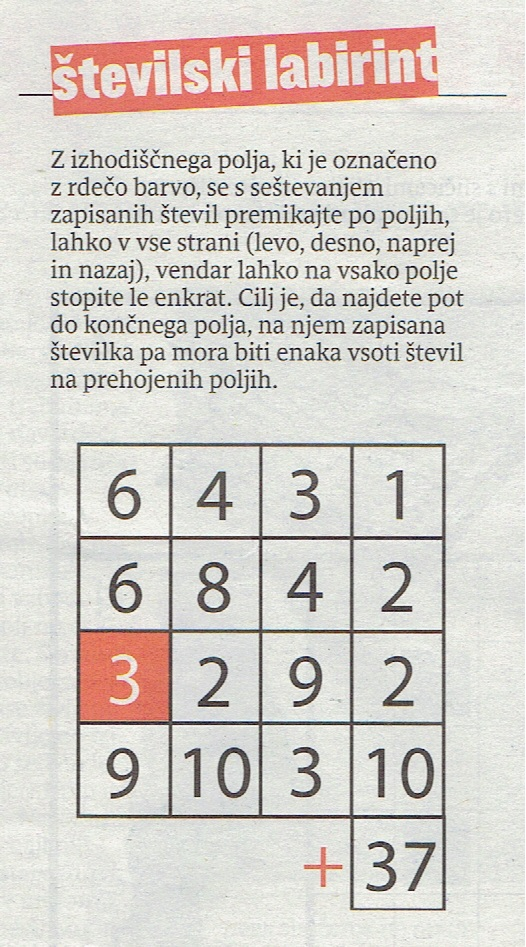 številski labirint
Z izhodiščnega polja, ki je označeno
z rdečo barvo, se s seštevanjem
zapisanih števil premikajte po poljih,
lahko v vse strani (levo, desno, naprej
in nazaj), vendar lahko na vsako polje
stopite le enkrat. Cilj je, da najdete pot
do končnega polja, na njem zapisana
številka pa mora biti enaka vsoti števil
na prehojenih poljih.
6 4 3 1
6 8 4 2
3 2 9 2
9 10 3 10
+ 37